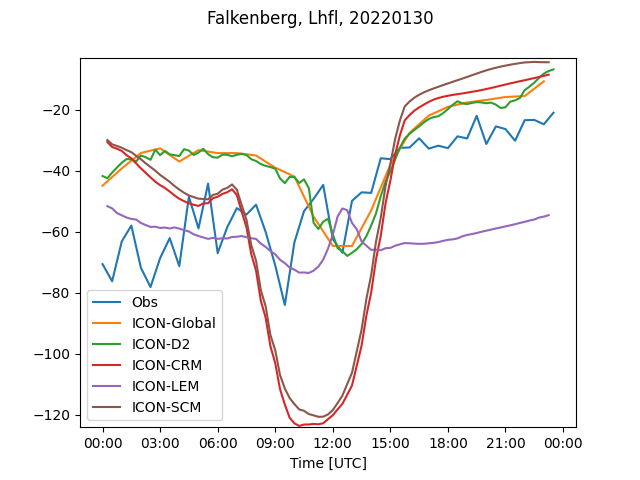 Falkenberg, Lhfl, 20220130
−20
−40
−60
−80
−100
−120
Obs
ICON-Global
ICON-D2
ICON-CRM
ICON-LEM
ICON-SCM
00:00 03:00 06:00 09:00 12:00 15:00 18:00 21:00 00:00
Time [UTC]